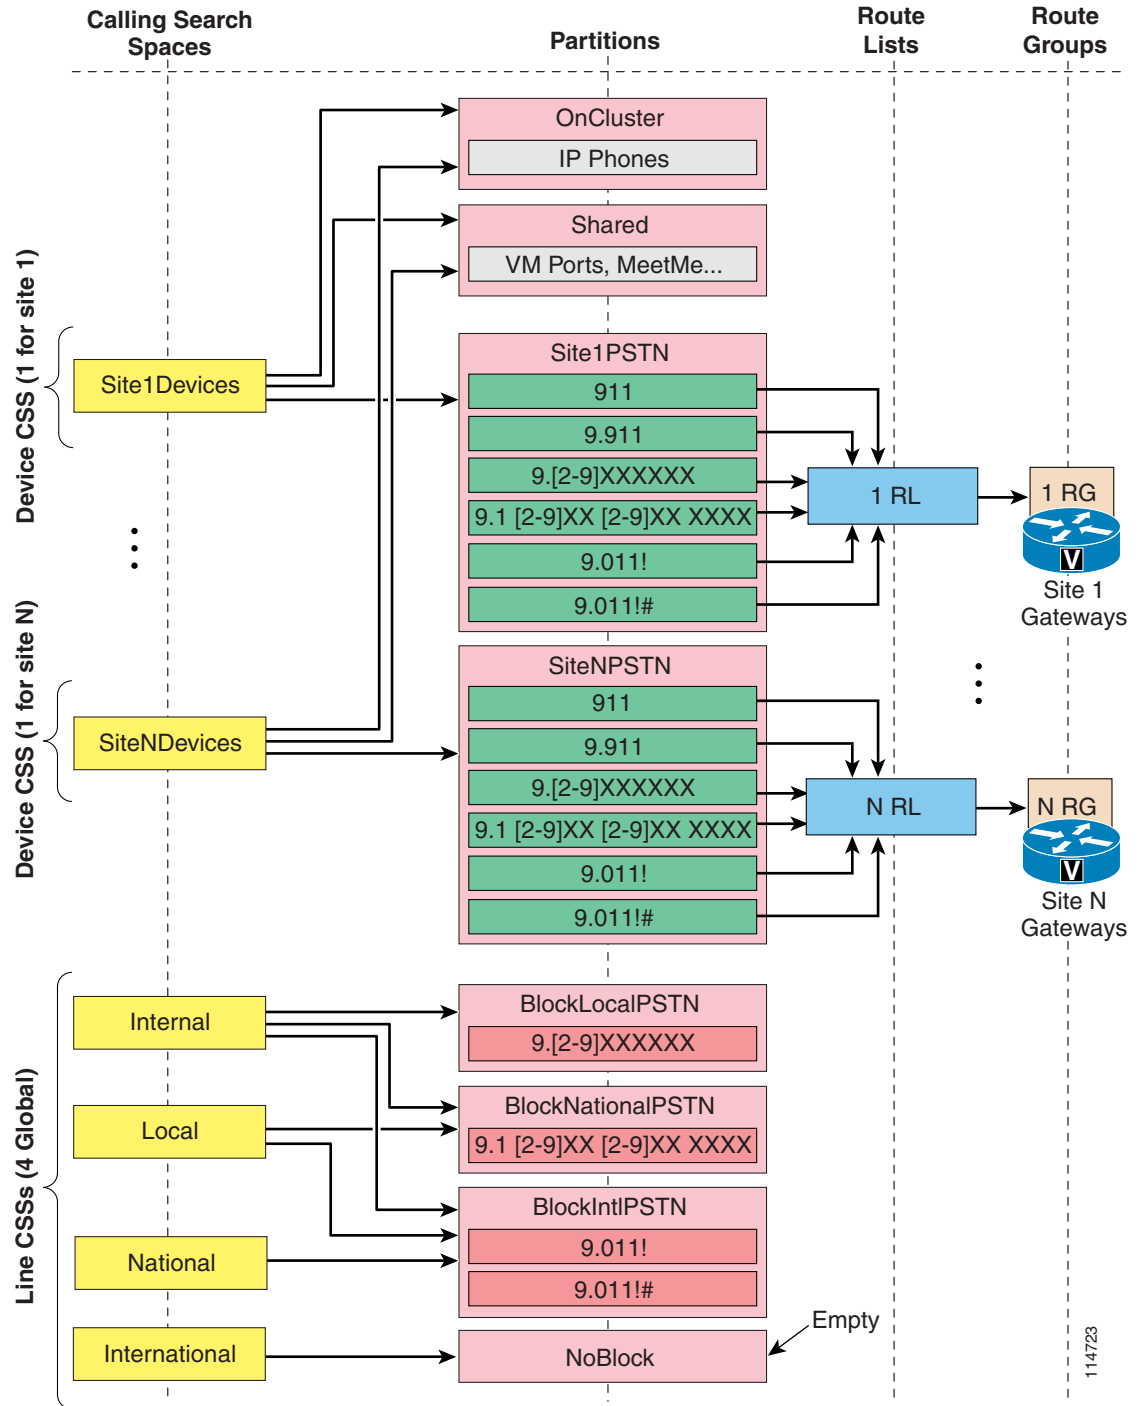 Calling Search
Spaces
Partitions
Route
Lists
Route
Groups
OnCluster
IP Phones
Shared
VM Ports, MeetMe...
Device CSS (1 for site 1)
Site1Devices
Site1PSTN
911
9.911
9.[2-9]XXXXXX
9.1 [2-9]XX [2-9]XX XXXX
9.011!
9.011!#
1 RL
1 RG
V
Site 1
Gateways
Device CSS (1 for site N)
SiteNDevices
SiteNPSTN
911
9.911
9.[2-9]XXXXXX
9.1 [2-9]XX [2-9]XX XXXX
9.011!
9.011!#
N RL
N RG
V
Site N
Gateways
Line CSSs (4 Global)
Internal
BlockLocalPSTN
9.[2-9]XXXXXX
Local
BlockNationalPSTN
9.1 [2-9]XX [2-9]XX XXXX
National
BlockIntlPSTN
9.011!
9.011!#
International
NoBlock
Empty
114723